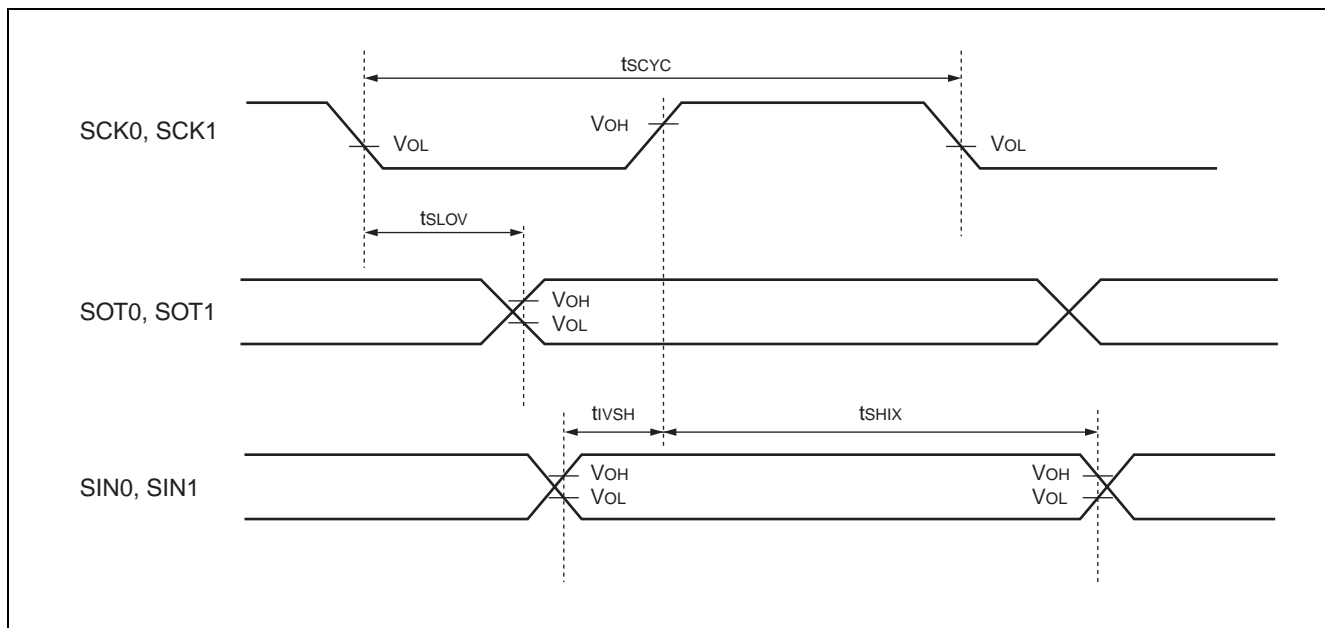 tSCYC
SCK0, SCK1
VOH
VOL
VOL
tSLOV
SOT0, SOT1
VOH
VOL
tIVSH
tSHIX
SIN0, SIN1
VOH
VOH
VOL
VOL